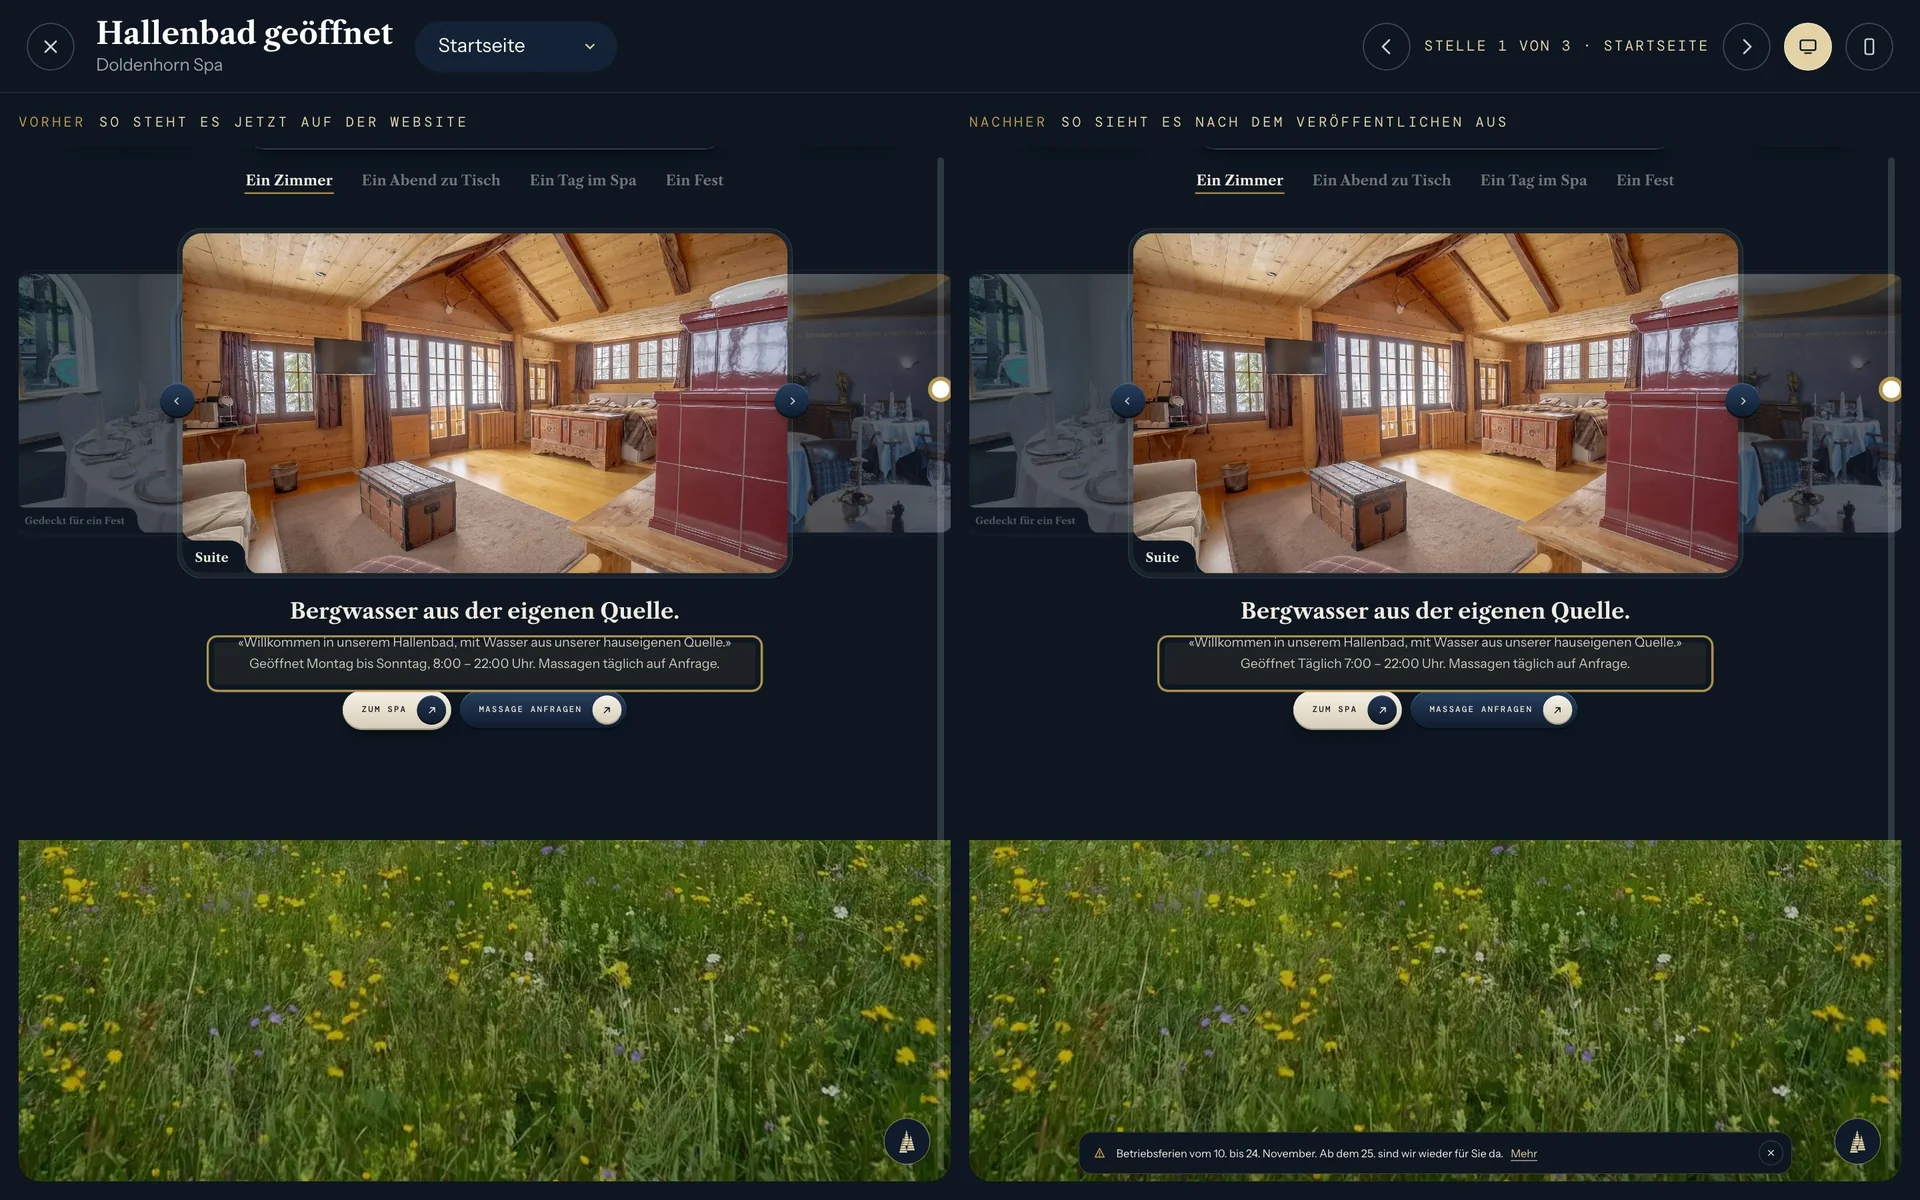 Hallenbad geöffnet
Doldenhorn Spa
Startseite
STELLE 1 VON 3 · STARTSEITE
VORHER SO STEHT ES JETZT AUF DER WEBSITE
Ein Zimmer Ein Abend zu Tisch Ein Tag im Spa Ein Fest
Gedeckt für ein Fest
Suite
Bergwasser aus der eigenen Quelle.
«Willkommen in unserem Hallenbad, mit Wasser aus unserer hauseigenen Quelle.»
Geöffnet Montag bis Sonntag, 8:00 – 22:00 Uhr. Massagen täglich auf Anfrage.
ZUM SPA
MASSAGE ANFRAGEN
NACHHER SO SIEHT ES NACH DEM VERÖFFENTLICHEN AUS
Ein Zimmer Ein Abend zu Tisch Ein Tag im Spa Ein Fest
Gedeckt für ein Fest
Suite
Bergwasser aus der eigenen Quelle.
«Willkommen in unserem Hallenbad, mit Wasser aus unserer hauseigenen Quelle.»
Geöffnet Täglich 7:00 – 22:00 Uhr. Massagen täglich auf Anfrage.
ZUM SPA
MASSAGE ANFRAGEN
Betriebsferien vom 10. bis 24. November. Ab dem 25. sind wir wieder für Sie da. Mehr